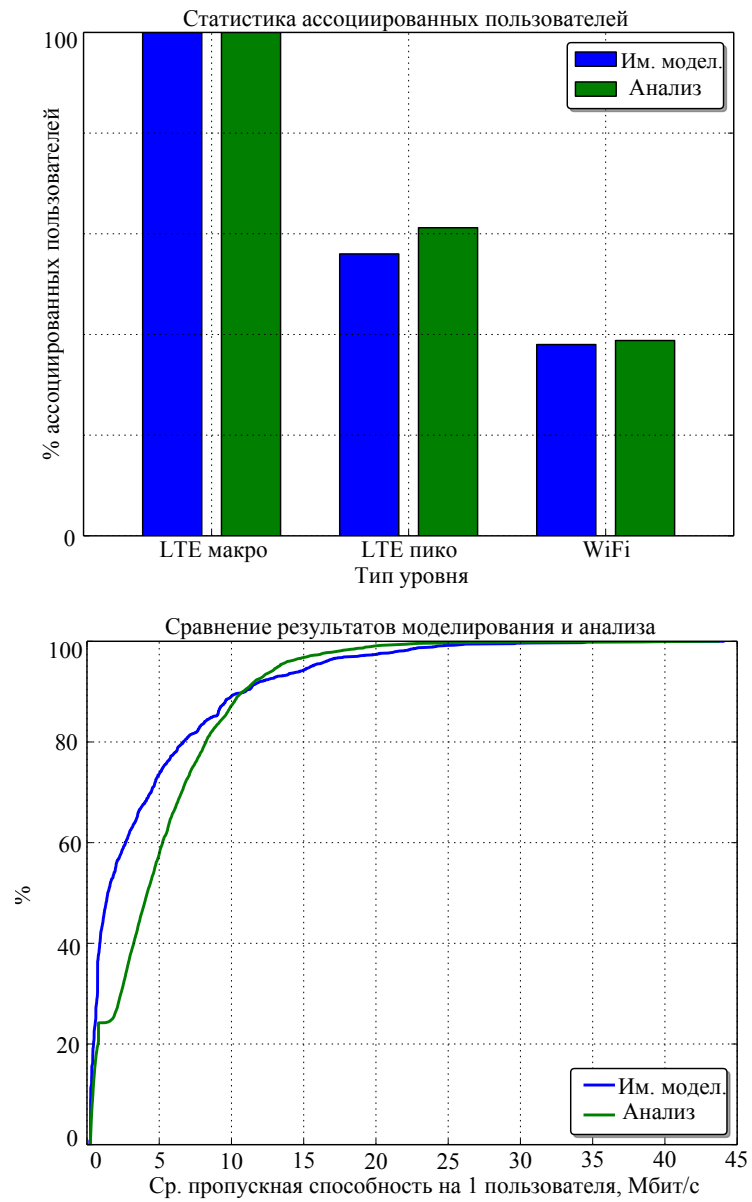 Статистика ассоциированных пользователей
100
Им. модел.
Анализ
% ассоциированных пользователей
0
LTE макро
LTE пико
WiFi
Тип уровня
Сравнение результатов моделирования и анализа
100
80
60
%
40
20
0
Им. модел.
Анализ
0 5 10 15 20 25 30 35 40 45
Ср. пропускная способность на 1 пользователя, Мбит/с